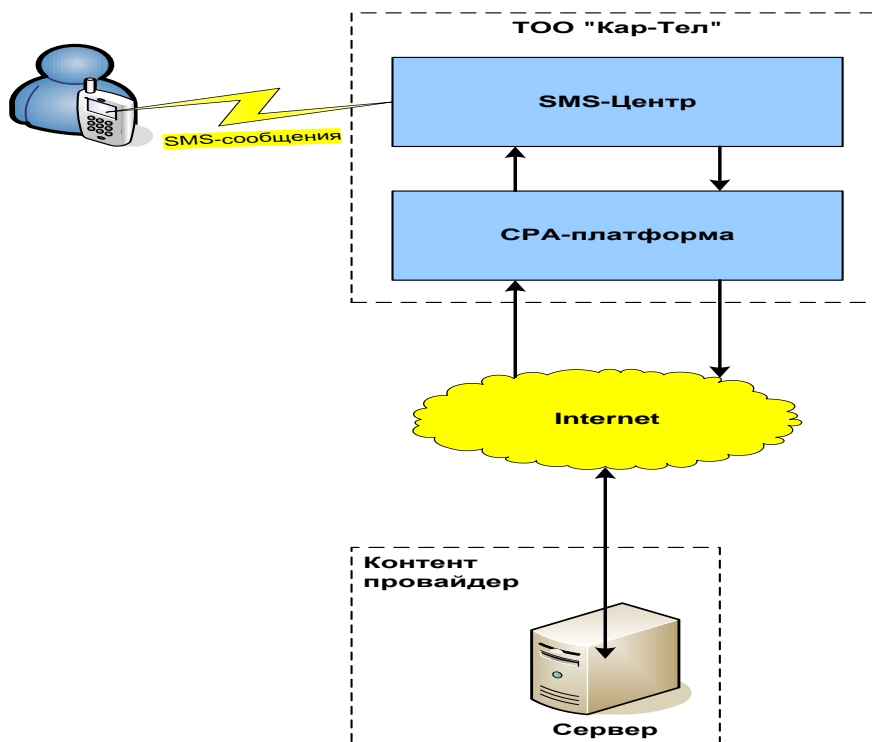 ТОО "Кар-Тел"
SMS-Центр
SMS-сообщения
CPA-платформа
Internet
Контент
провайдер
Сервер